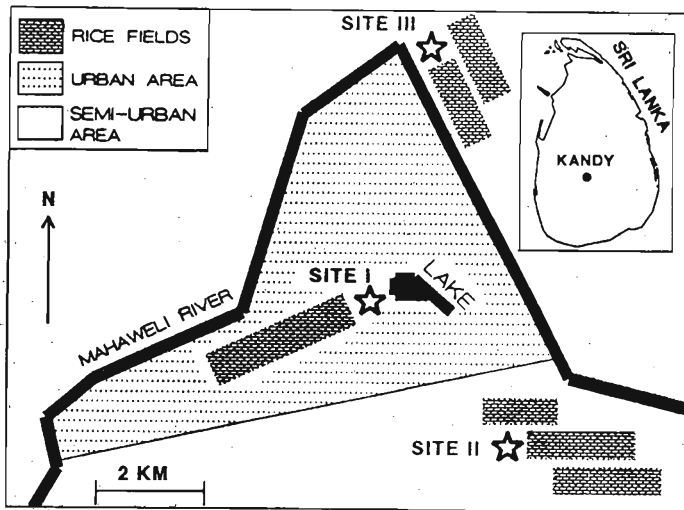 RICE FIELDS
URBAN AREA
SEMI-URBAN
AREA
SITE III
SRI LANKA
KANDY
N
SITE I
LAKE
MAHAWELI RIVER
SITE II
2 KM